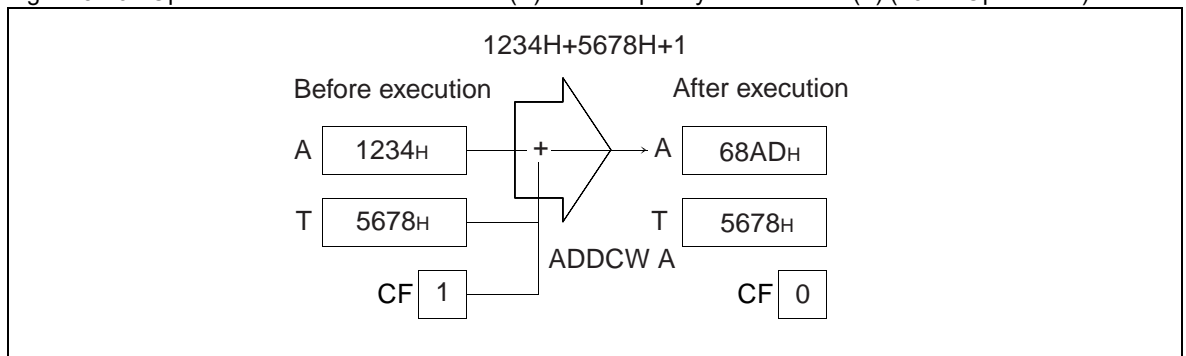 1234H+5678H+1
Before execution After execution
A 1234H + A 68ADH
T 5678H T 5678H
ADDCW A
CF 1 CF 0